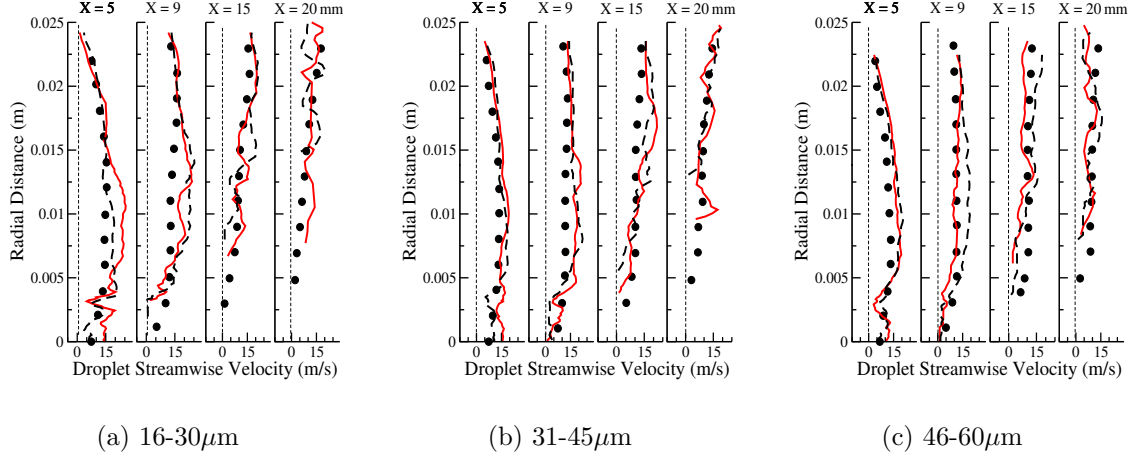 X = 5 X = 9 X = 15 X = 20 mm
0.025
0.02
0.015
0.01
0.005
0
Radial Distance (m)
0 15 0 15 0 15 0 15
Droplet Streamwise Velocity (m/s)
(a) 16-30μm
X = 5 X = 9 X = 15 X = 20 mm
0.025
0.02
0.015
0.01
0.005
0
Radial Distance (m)
0 15 0 15 0 15 0 15
Droplet Streamwise Velocity (m/s)
(b) 31-45μm
X = 5 X = 9 X = 15 X = 20 mm
0.025
0.02
0.015
0.01
0.005
0
Radial Distance (m)
0 15 0 15 0 15 0 15
Droplet Streamwise Velocity (m/s)
(c) 46-60μm